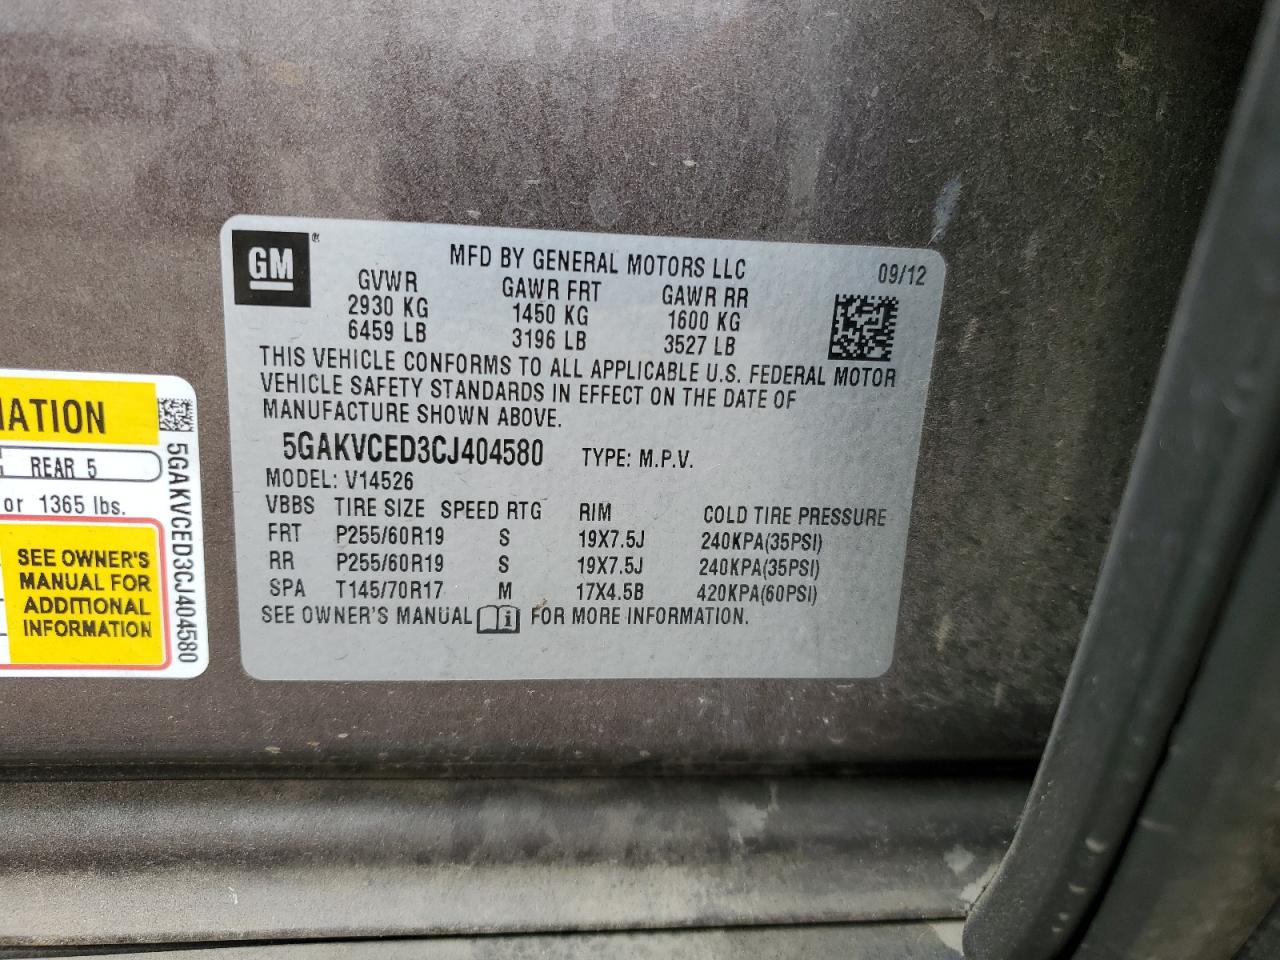 GM
®
MFD BY GENERAL MOTORS LLC
09/12
GVWR GAWR FRT GAWR RR
2930 KG 1450 KG 1600 KG
6459 LB 3196 LB 3527 LB
THIS VEHICLE CONFORMS TO ALL APPLICABLE U.S. FEDERAL MOTOR
VEHICLE SAFETY STANDARDS IN EFFECT ON THE DATE OF
MANUFACTURE SHOWN ABOVE.
5GAKVCED3CJ404580 TYPE: M.P.V.
MODEL: V14526
VBBS TIRE SIZE SPEED RTG RIM COLD TIRE PRESSURE
FRT P255/60R19 S 19X7.5J 240KPA(35PSI)
RR P255/60R19 S 19X7.5J 240KPA(35PSI)
SPA T145/70R17 M 17X4.5B 420KPA(60PSI)
SEE OWNER'S MANUAL FOR MORE INFORMATION.
REAR 5
or 1365 lbs.
SEE OWNER'S
MANUAL FOR
ADDITIONAL
INFORMATION
5GAKVCED3CJ404580